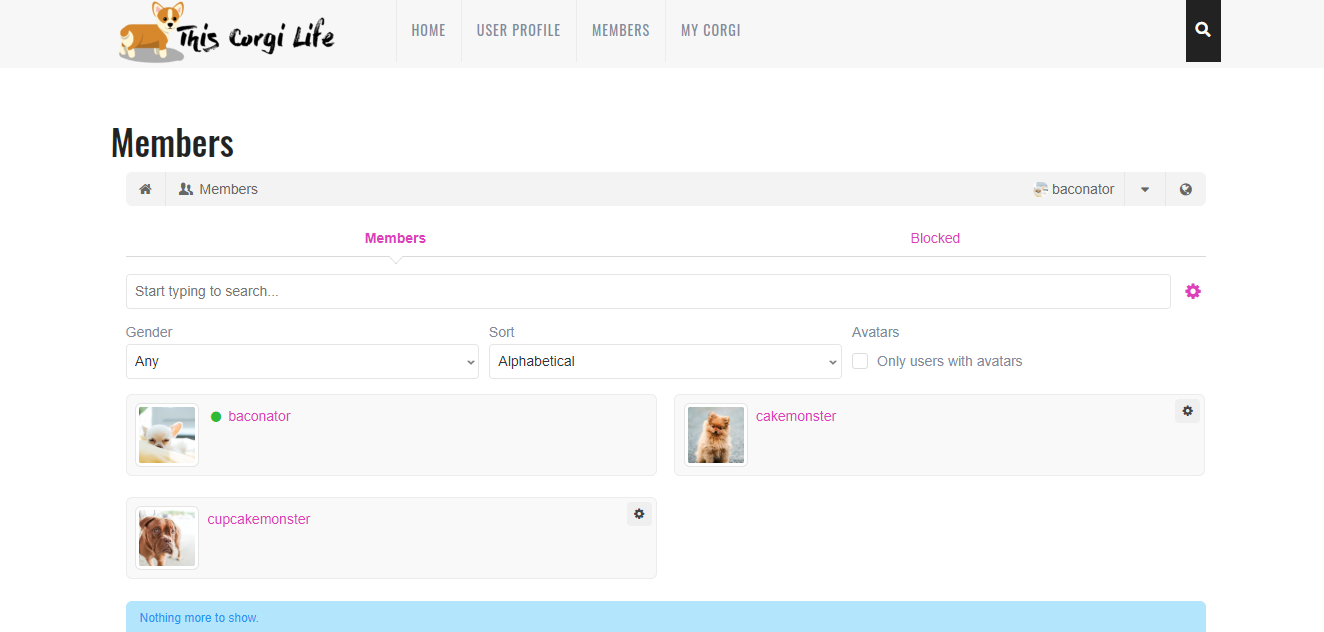 This Corgi Life
HOME
USER PROFILE
MEMBERS
MY CORGI
Members
Members
baconator
Members
Blocked
Start typing to search...
Gender
Sort
Avatars
Any
Alphabetical
Only users with avatars
baconator
cakemonster
cupcakemonster
Nothing more to show.